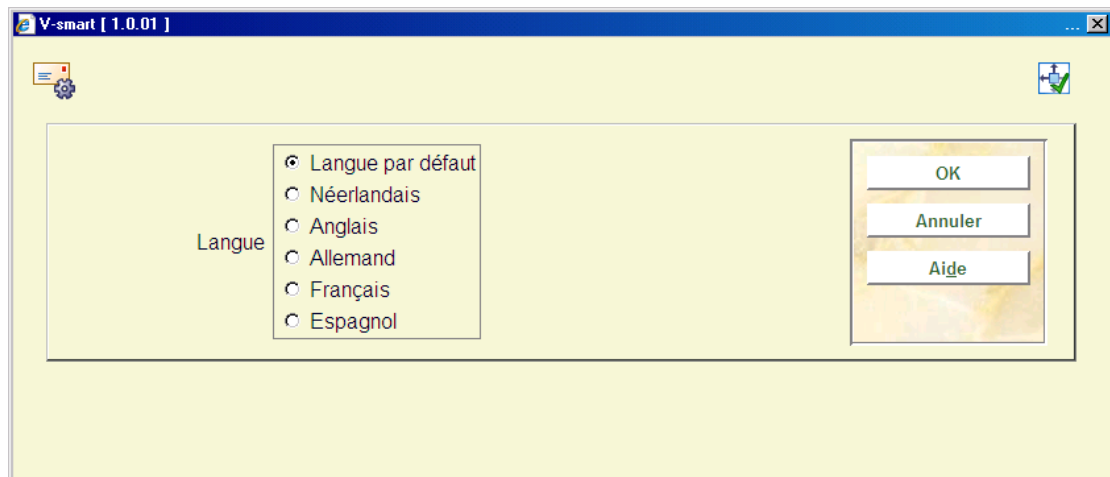 V-smart [ 1.0.01 ] ...
Langue
Langue par défaut
Néerlandais
Anglais
Allemand
Français
Espagnol
OK
Annuler
Aide